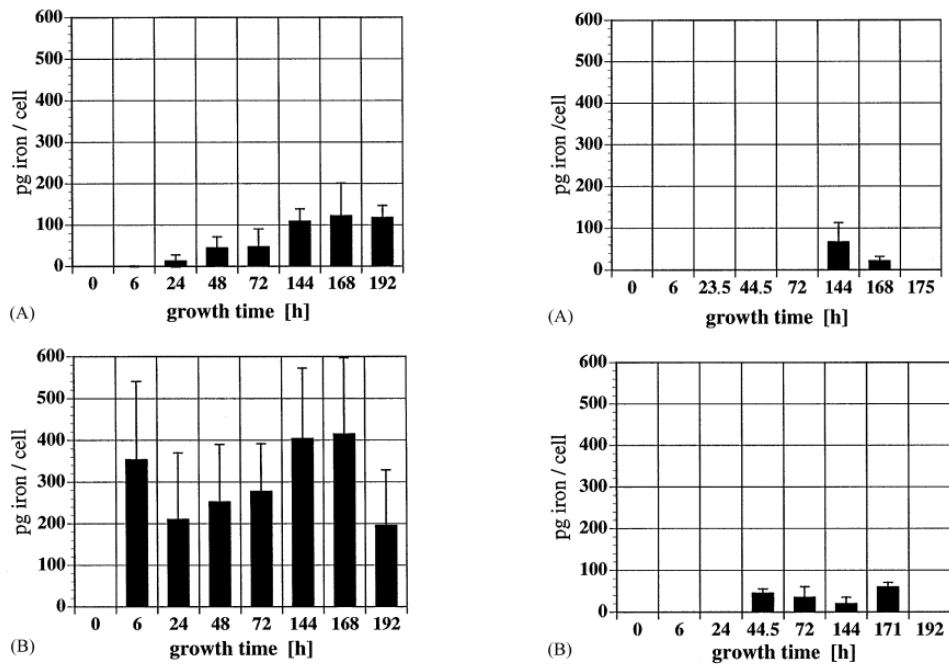 600
500
400
300
200
100
0
pg iron / cell
0 6 24 48 72 144 168 192
growth time [h]
(A)
600
500
400
300
200
100
0
pg iron /cell
0 6 23.5 44.5 72 144 168 175
growth time [h]
(A)
600
500
400
300
200
100
0
pg iron / cell
0 6 24 48 72 144 168 192
growth time [h]
(B)
600
500
400
300
200
100
0
pg iron / cell
0 6 24 44.5 72 144 171 192
growth time [h]
(B)